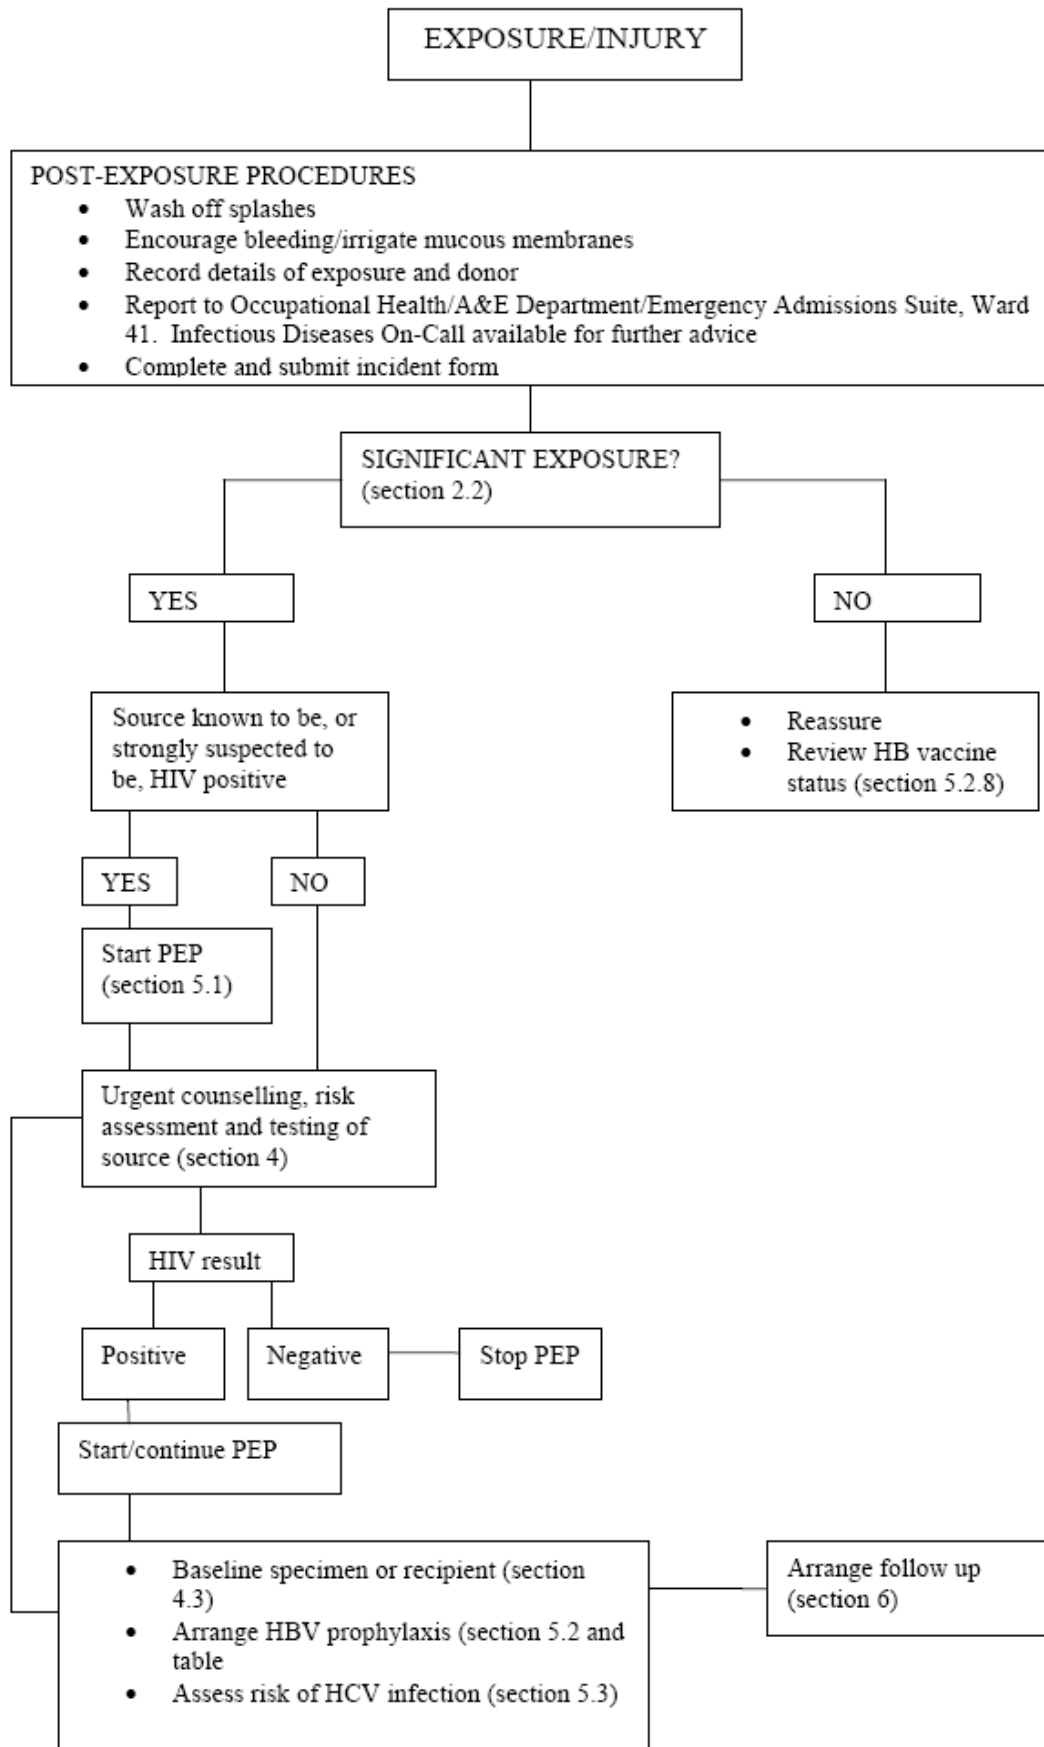 EXPOSURE/INJURY
POST-EXPOSURE PROCEDURES
• Wash off splashes
• Encourage bleeding/irrigate mucous membranes
• Record details of exposure and donor
• Report to Occupational Health/A&E Department/Emergency Admissions Suite, Ward
41. Infectious Diseases On-Call available for further advice
• Complete and submit incident form
SIGNIFICANT EXPOSURE?
(section 2.2)
YES
NO
Source known to be, or
strongly suspected to
be, HIV positive
• Reassure
• Review HB vaccine
status (section 5.2.8)
YES
NO
Start PEP
(section 5.1)
Urgent counselling, risk
assessment and testing of
source (section 4)
HIV result
Positive
Negative
Stop PEP
Start/continue PEP
• Baseline specimen or recipient (section
4.3)
• Arrange HBV prophylaxis (section 5.2 and
table
• Assess risk of HCV infection (section 5.3)
Arrange follow up
(section 6)